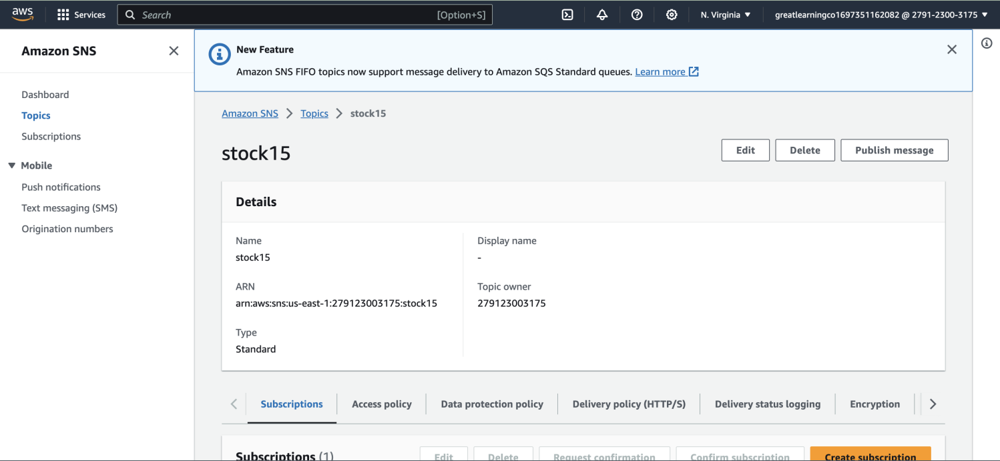 aws
Services
Search
[Option+S]
N. Virginia
greatlearningco1697351162082 @ 2791-2300-3175
Amazon SNS
Dashboard
Topics
Subscriptions
Mobile
Push notifications
Text messaging (SMS)
Origination numbers
New Feature
Amazon SNS FIFO topics now support message delivery to Amazon SQS Standard queues. Learn more
Amazon SNS
Topics
stock15
stock15
Edit
Delete
Publish message
Details
Name
stock15
ARN
arn:aws:sns:us-east-1:279123003175:stock15
Type
Standard
Display name
-
Topic owner
279123003175
Subscriptions
Access policy
Data protection policy
Delivery policy (HTTP/S)
Delivery status logging
Encryption
Subscriptions (1)
Edit
Delete
Request confirmation
Confirm subscription
Create subscription